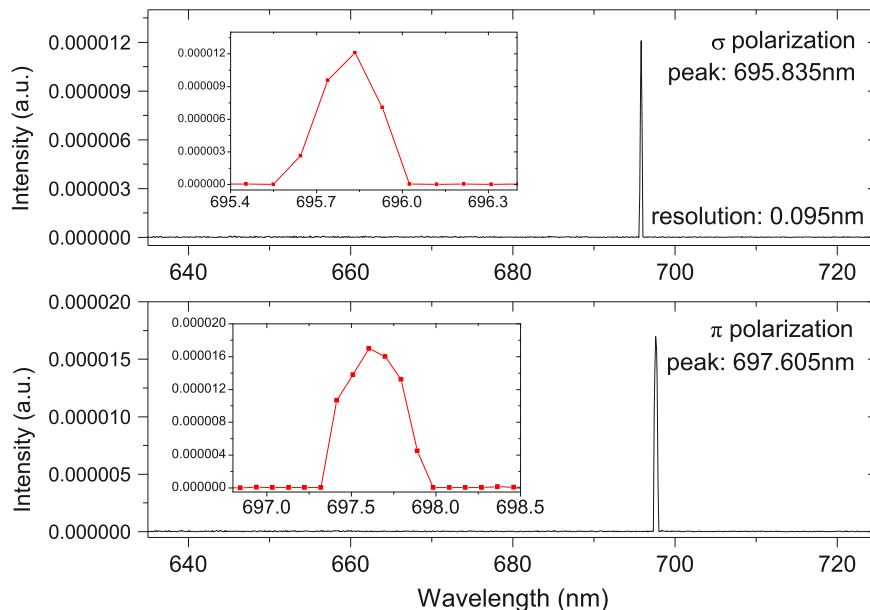 Intensity (a.u.)
0.000012
0.000009
0.000006
0.000003
0.000000
0.000012
0.000009
0.000006
0.000003
0.000000
695.4 695.7 696.0 696.3
σ polarization
peak: 695.835nm
resolution: 0.095nm
640 660 680 700 720
Intensity (a.u.)
0.000020
0.000015
0.000010
0.000005
0.000000
0.000020
0.000016
0.000012
0.000008
0.000004
0.000000
697.0 697.5 698.0 698.5
π polarization
peak: 697.605nm
640 660 680 700 720
Wavelength (nm)